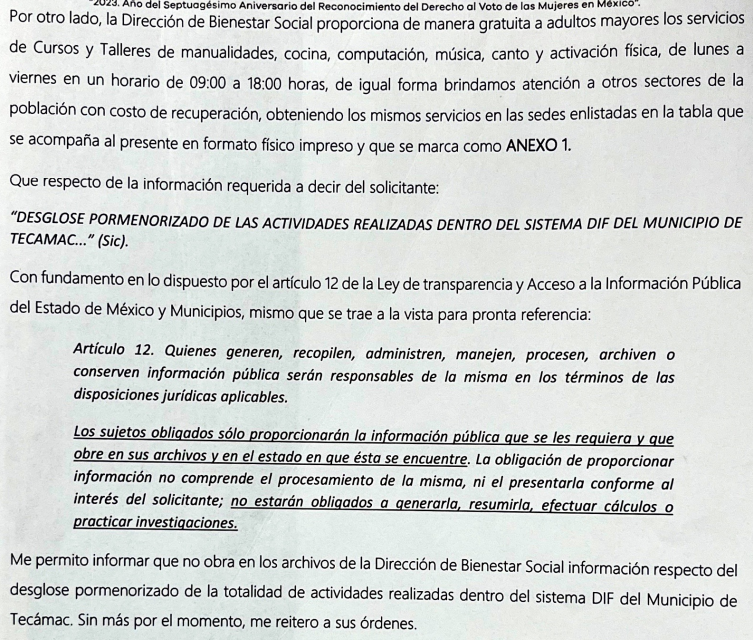 "2023. Año del Septuagésimo Aniversario del Reconocimiento del Derecho al Voto de las Mujeres en México".
Por otro lado, la Dirección de Bienestar Social proporciona de manera gratuita a adultos mayores los servicios
de Cursos y Talleres de manualidades, cocina, computación, música, canto y activación física, de lunes a
viernes en un horario de 09:00 a 18:00 horas, de igual forma brindamos atención a otros sectores de la
población con costo de recuperación, obteniendo los mismos servicios en las sedes enlistadas en la tabla que
se acompaña al presente en formato físico impreso y que se marca como ANEXO 1.
Que respecto de la información requerida a decir del solicitante:
"DESGLOSE PORMENORIZADO DE LAS ACTIVIDADES REALIZADAS DENTRO DEL SISTEMA DIF DEL MUNICIPIO DE
TECAMAC..." (Sic).
Con fundamento en lo dispuesto por el artículo 12 de la Ley de transparencia y Acceso a la Información Pública
del Estado de México y Municipios, mismo que se trae a la vista para pronta referencia:
Artículo 12. Quienes generen, recopilen, administren, manejen, procesen, archiven o
conserven información pública serán responsables de la misma en los términos de las
disposiciones jurídicas aplicables.
Los sujetos obligados sólo proporcionarán la información pública que se les requiera y que
obre en sus archivos y en el estado en que ésta se encuentre. La obligación de proporcionar
información no comprende el procesamiento de la misma, ni el presentarla conforme al
interés del solicitante; no estarán obligados a generarla, resumirla, efectuar cálculos o
practicar investigaciones.
Me permito informar que no obra en los archivos de la Dirección de Bienestar Social información respecto del
desglose pormenorizado de la totalidad de actividades realizadas dentro del sistema DIF del Municipio de
Tecámac. Sin más por el momento, me reitero a sus órdenes.